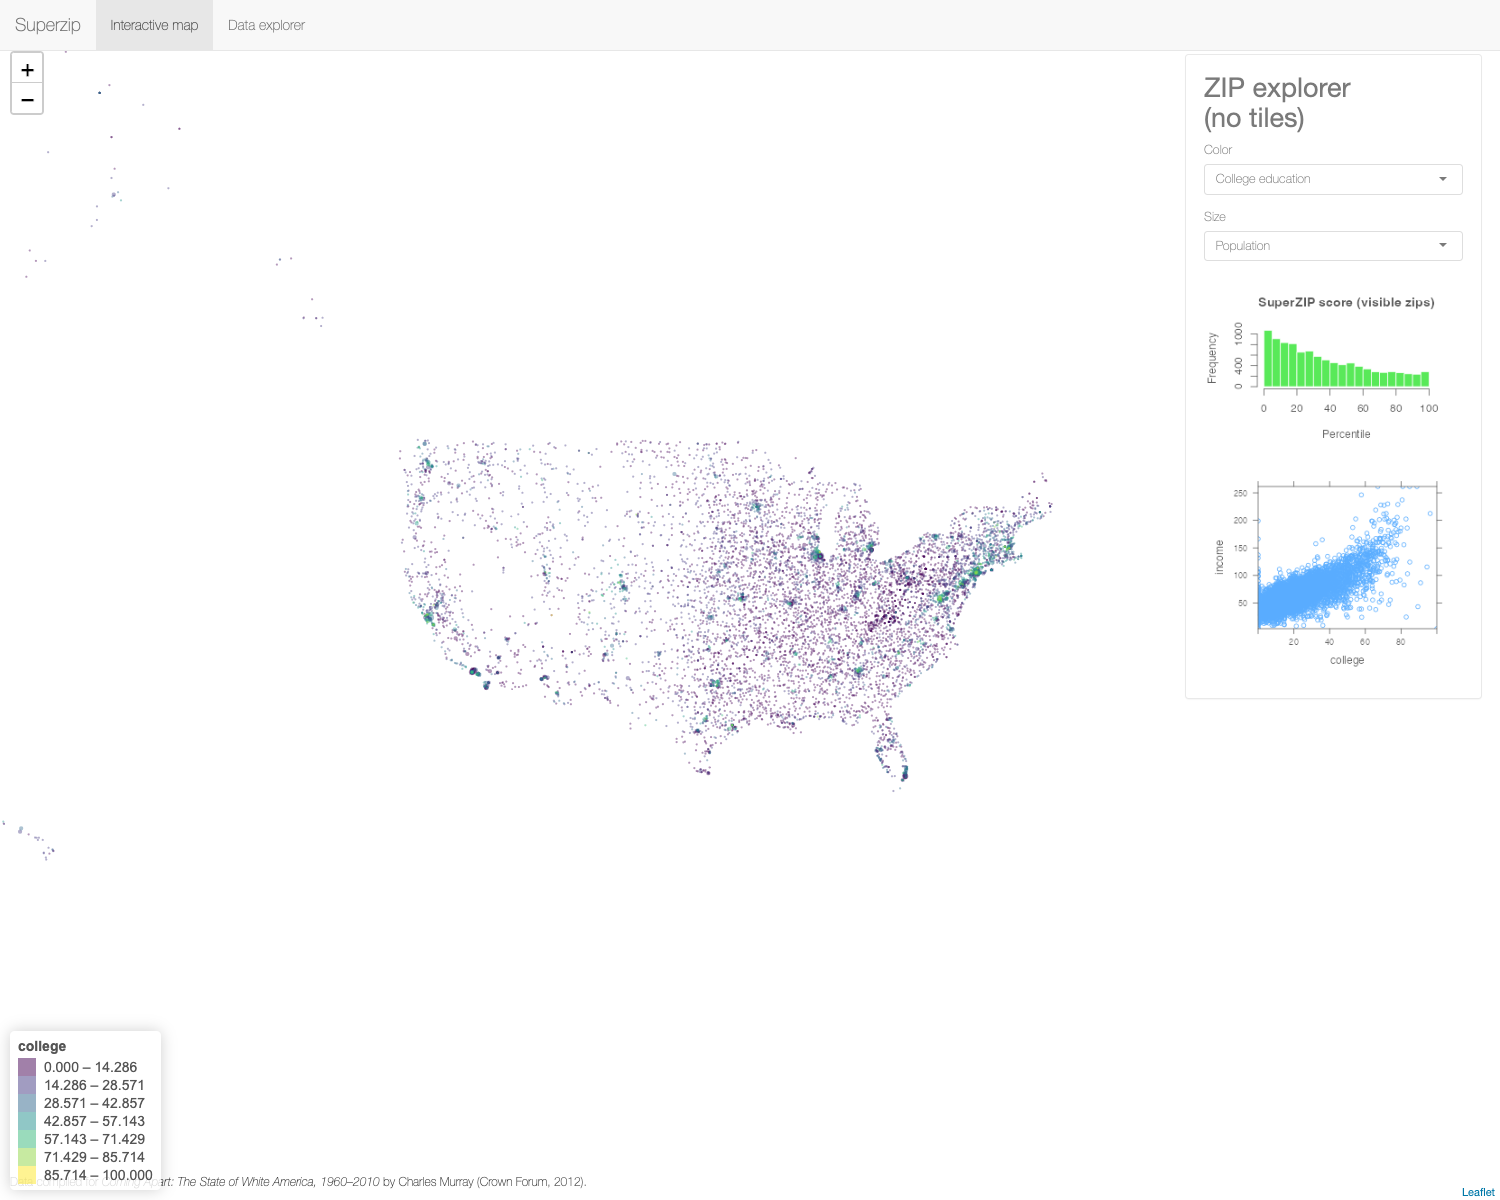 Superzip
Interactive map
Data explorer
+
−
ZIP explorer
(no tiles)
Color
College education
Size
Population
SuperZIP score (visible zips)
Frequency
0 400 1000
0 20 40 60 80 100
Percentile
income
250
200
150
100
50
20 40 60 80
college
college
0.000 – 14.286
14.286 – 28.571
28.571 – 42.857
42.857 – 57.143
57.143 – 71.429
71.429 – 85.714
85.714 – 100.000
art: The State of White America, 1960–2010 by Charles Murray (Crown Forum, 2012).
Leaflet